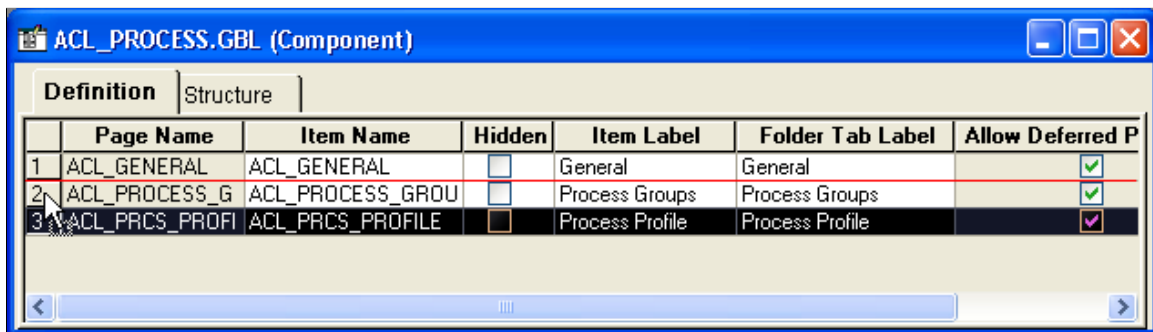 ACL_PROCESS.GBL (Component)
Definition Structure
Page Name Item Name Hidden Item Label Folder Tab Label Allow Deferred P
1 ACL_GENERAL ACL_GENERAL General General
2 ACL_PROCESS_G ACL_PROCESS_GROU Process Groups Process Groups
3 ACL_PRCS_PROFI ACL_PRCS_PROFILE Process Profile Process Profile